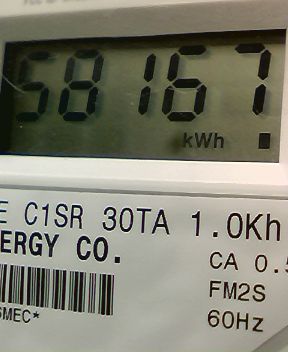 58167
kWh
E C1SR 30TA 1.0Kh
ERGY CO.
CA 0.5
FM2S
60Hz
SMEC*